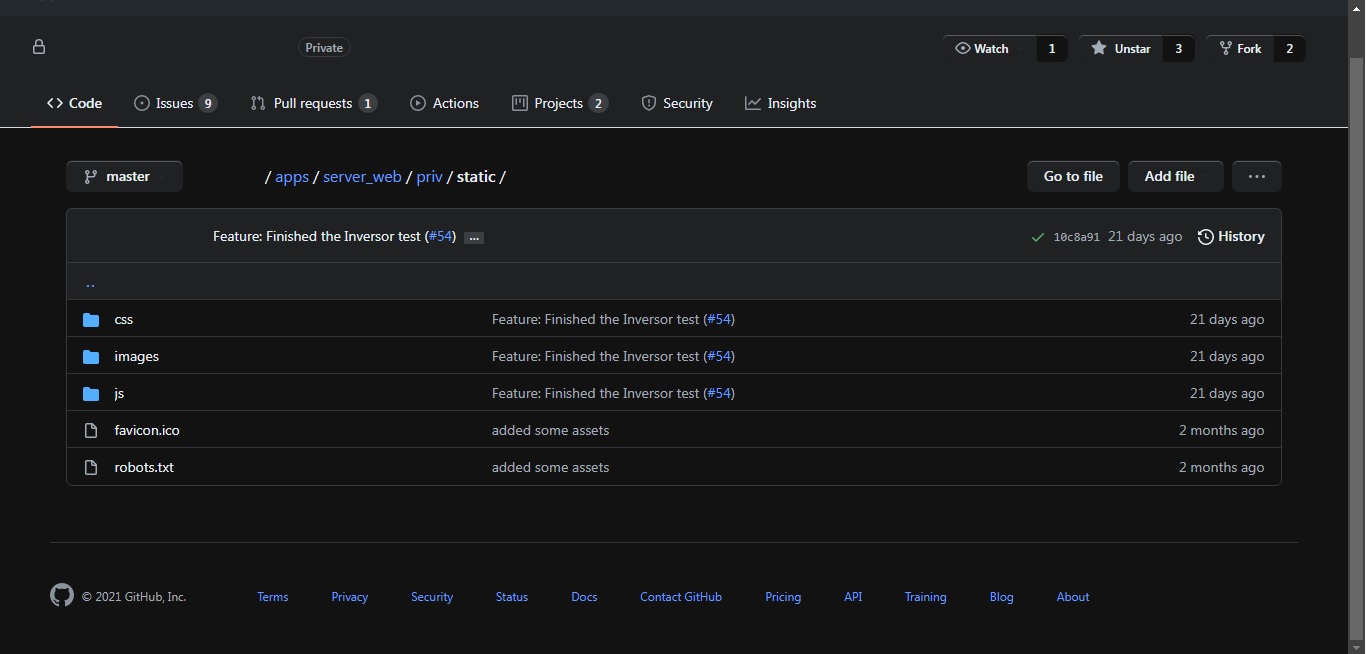 Private
Watch 1 Unstar 3 Fork 2
Code Issues 9 Pull requests 1 Actions Projects 2 Security Insights
master / apps / server_web / priv / static / Go to file Add file ...
Feature: Finished the Inversor test (#54) ... 10c8a91 21 days ago History
..
css Feature: Finished the Inversor test (#54) 21 days ago
images Feature: Finished the Inversor test (#54) 21 days ago
js Feature: Finished the Inversor test (#54) 21 days ago
favicon.ico added some assets 2 months ago
robots.txt added some assets 2 months ago
© 2021 GitHub, Inc. Terms Privacy Security Status Docs Contact GitHub Pricing API Training Blog About